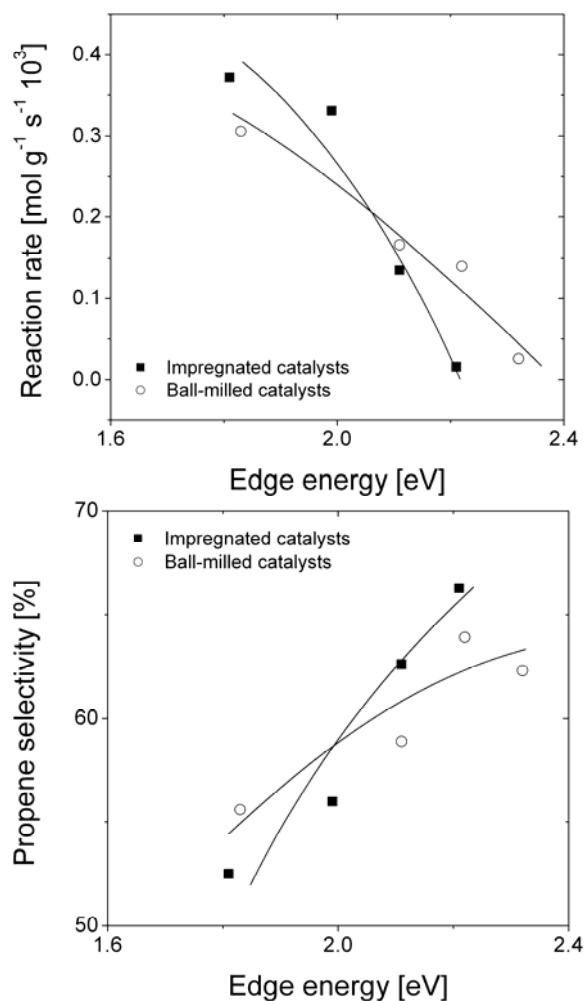 Reaction rate [mol g⁻¹ s⁻¹ 10³]
0.4
0.3
0.2
0.1
0.0
Impregnated catalysts
Ball-milled catalysts
1.6 2.0 2.4
Edge energy [eV]
Propene selectivity [%]
70
60
50
Impregnated catalysts
Ball-milled catalysts
1.6 2.0 2.4
Edge energy [eV]